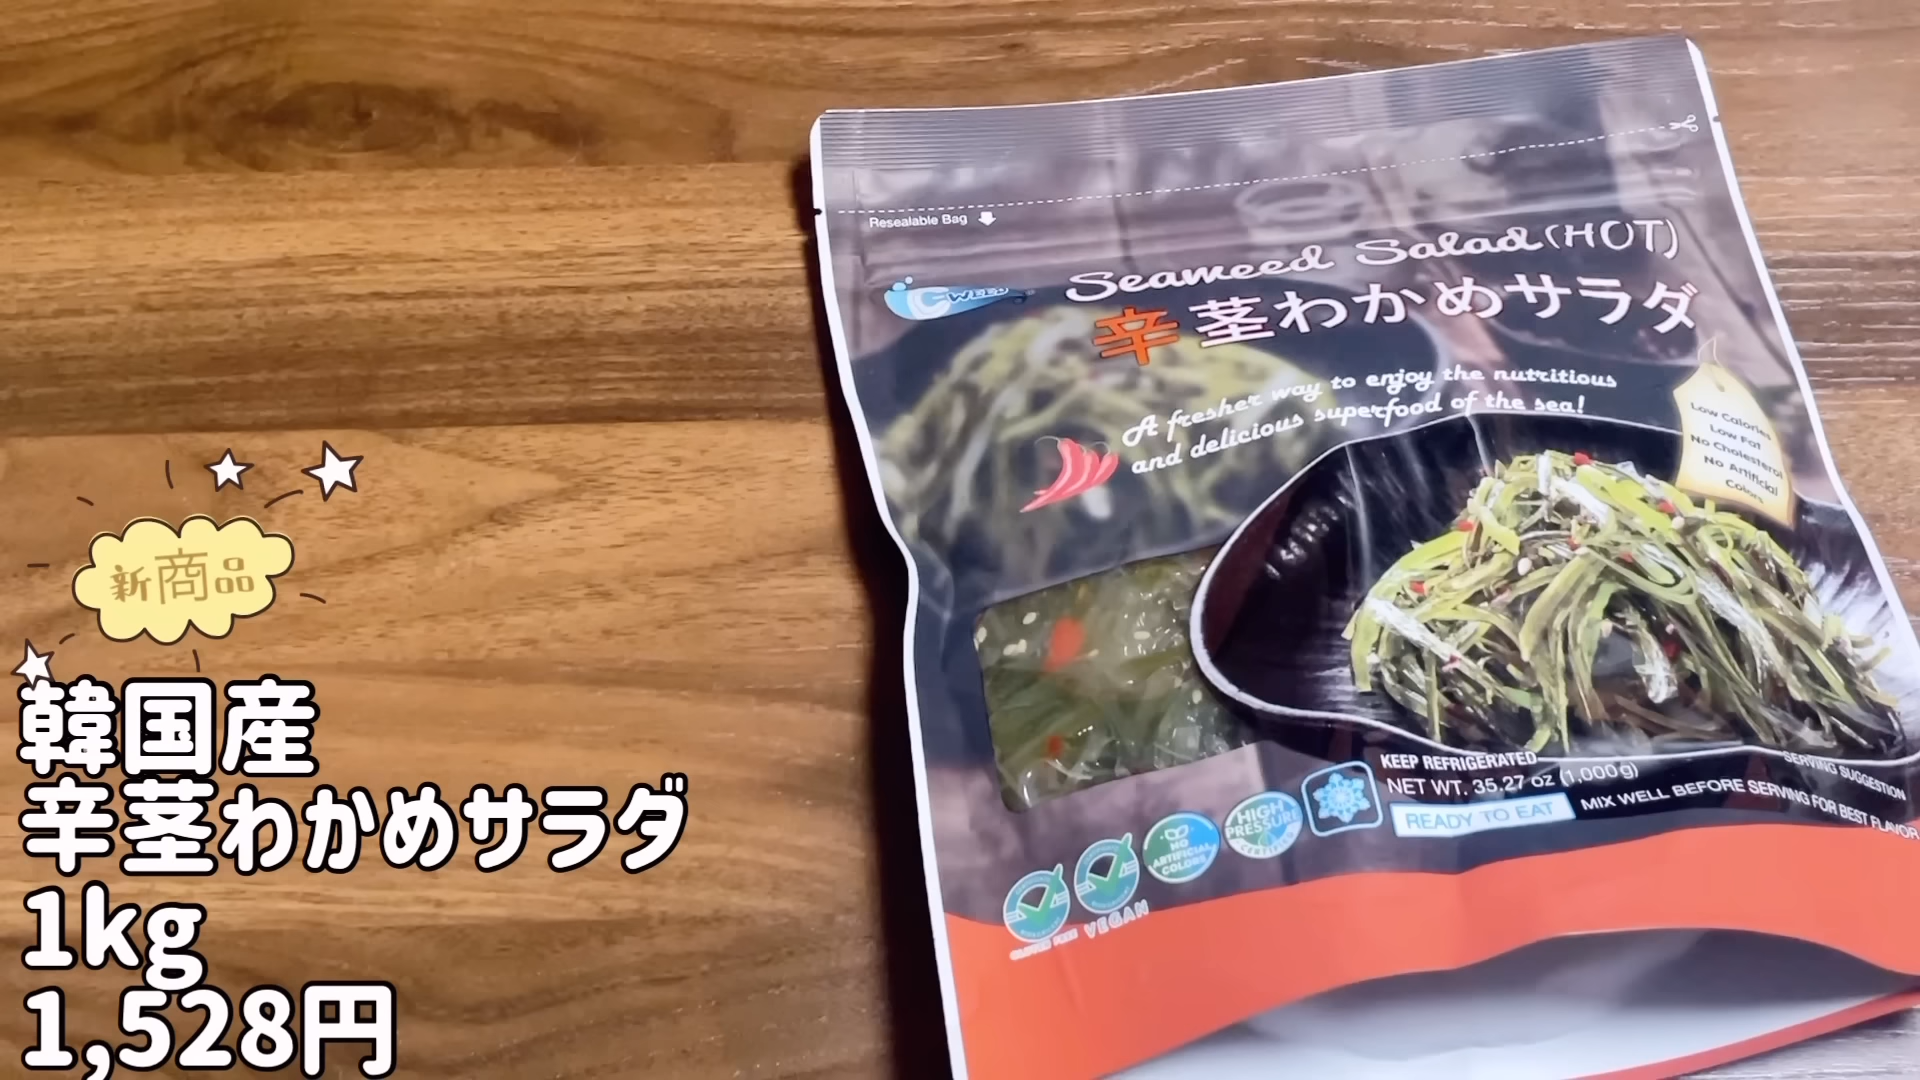 Resealable Bag
C-WEED
Seaweed Salad (HOT)
辛茎わかめサラダ
A fresher way to enjoy the nutritious
and delicious superfood of the sea!
Low Calories
Low Fat
No Cholesterol
No Artificial
Colors
KEEP REFRIGERATED
NET WT. 35.27 oz (1,000g)
READY TO EAT
MIX WELL BEFORE SERVING FOR BEST FLAVOR
SERVING SUGGESTION
HIGH
PRESSURE
CERTIFIED
NO
ARTIFICIAL
COLORS
GLUTEN FREE
VEGAN
新商品
韓国産
辛茎わかめサラダ
1kg
1,528円